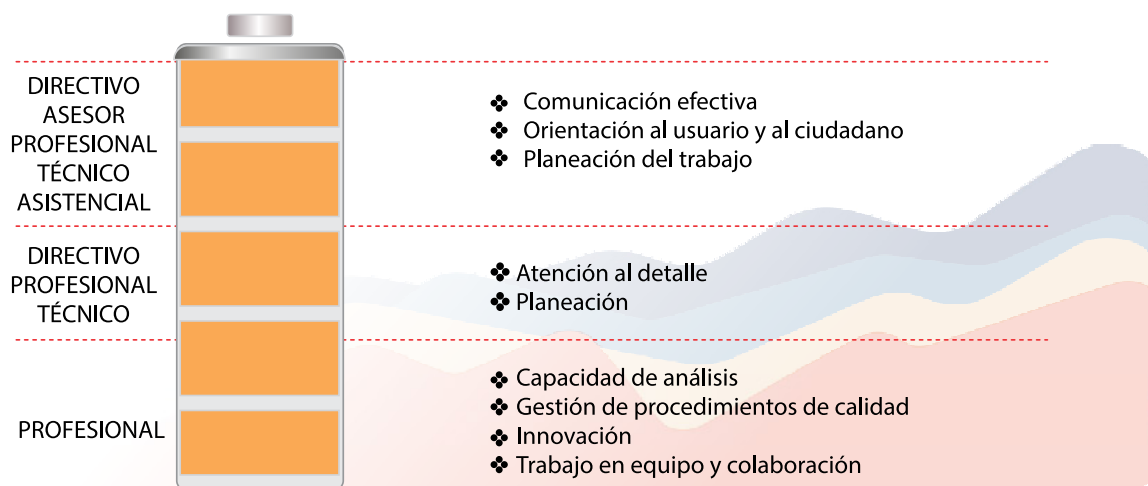 DIRECTIVO
ASESOR
PROFESIONAL
TÉCNICO
ASISTENCIAL
❖ Comunicación efectiva
❖ Orientación al usuario y al ciudadano
❖ Planeación del trabajo
DIRECTIVO
PROFESIONAL
TÉCNICO
❖ Atención al detalle
❖ Planeación
PROFESIONAL
❖ Capacidad de análisis
❖ Gestión de procedimientos de calidad
❖ Innovación
❖ Trabajo en equipo y colaboración